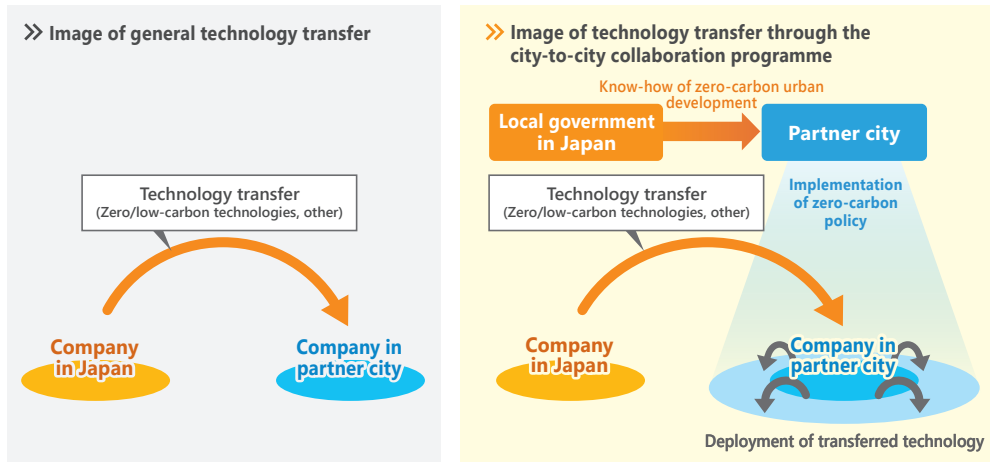 Image of general technology transfer
Technology transfer
(Zero/low-carbon technologies, other)
Company
in Japan
Company in
partner city
Image of technology transfer through the
city-to-city collaboration programme
Know-how of zero-carbon urban
development
Local government
in Japan
Partner city
Technology transfer
(Zero/low-carbon technologies, other)
Implementation
of zero-carbon
policy
Company
in Japan
Company in
partner city
Deployment of transferred technology